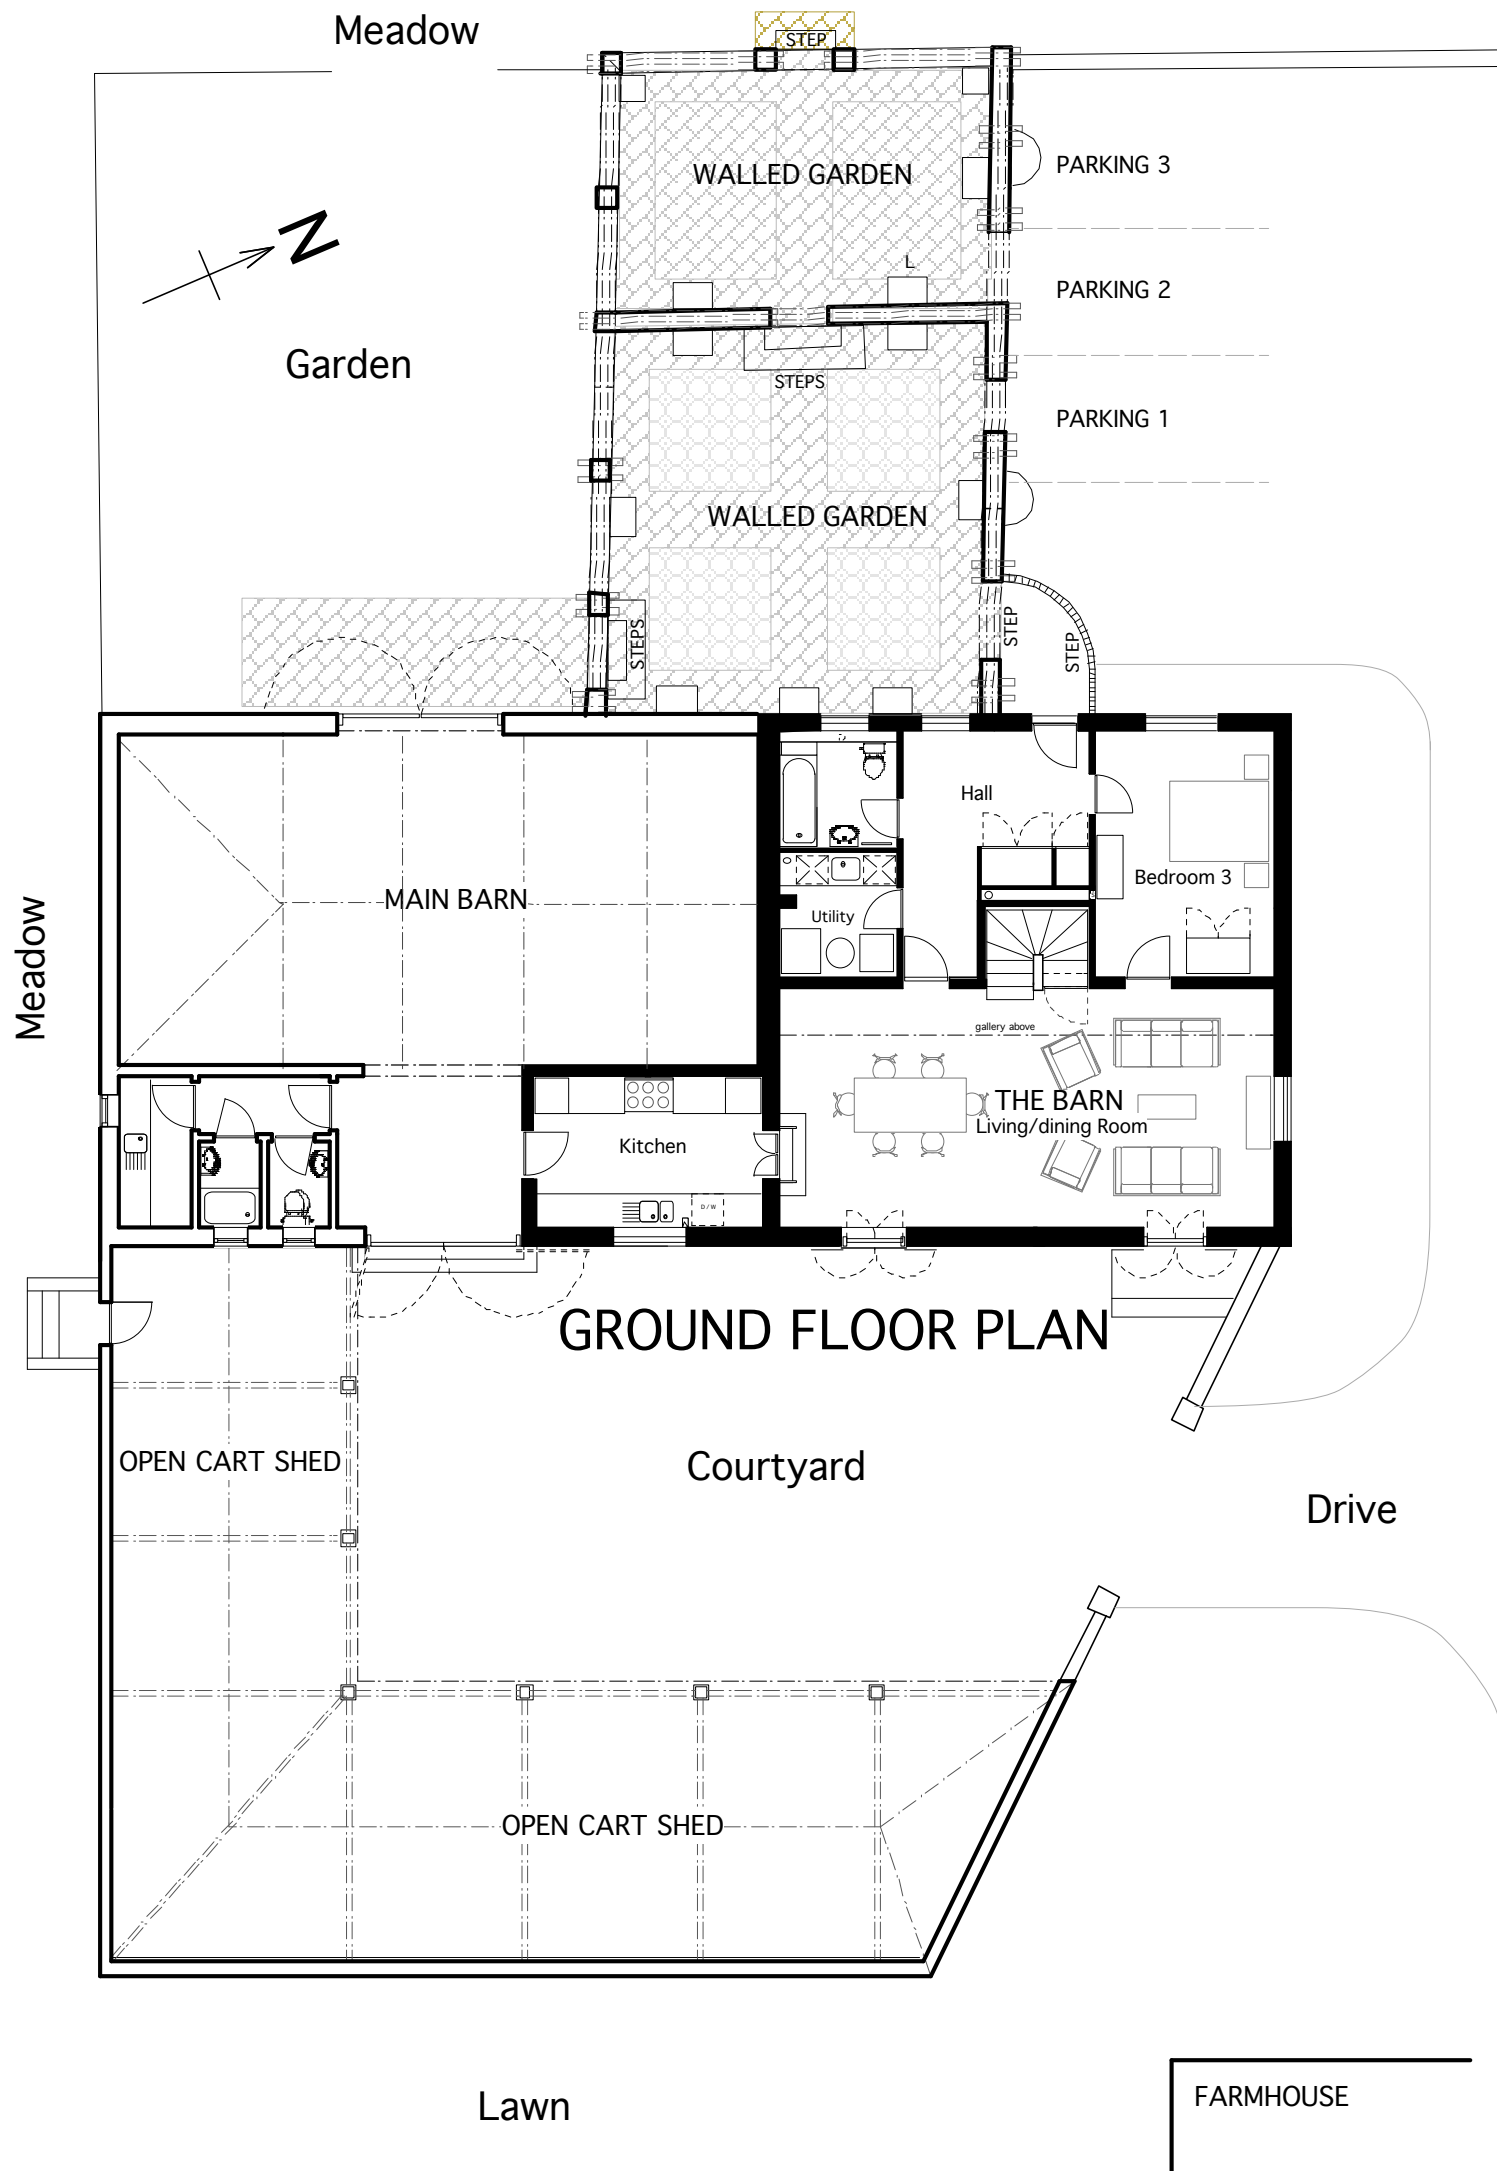 Meadow
STEP
WALLED GARDEN
PARKING 3
N
L
PARKING 2
Garden
STEPS
PARKING 1
WALLED GARDEN
STEPS
STEP
STEP
Hall
Bedroom 3
MAIN BARN
Utility
Meadow
gallery above
THE BARN
Living/dining Room
Kitchen
D/W
GROUND FLOOR PLAN
OPEN CART SHED
Courtyard
Drive
OPEN CART SHED
FARMHOUSE
Lawn